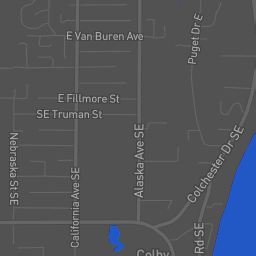 E Van Buren Ave
Puget Dr E
E Fillmore St
SE Truman St
Nebraska St SE
California Ave SE
Alaska Ave SE
Colchester Dr SE
Rd SE
Colby